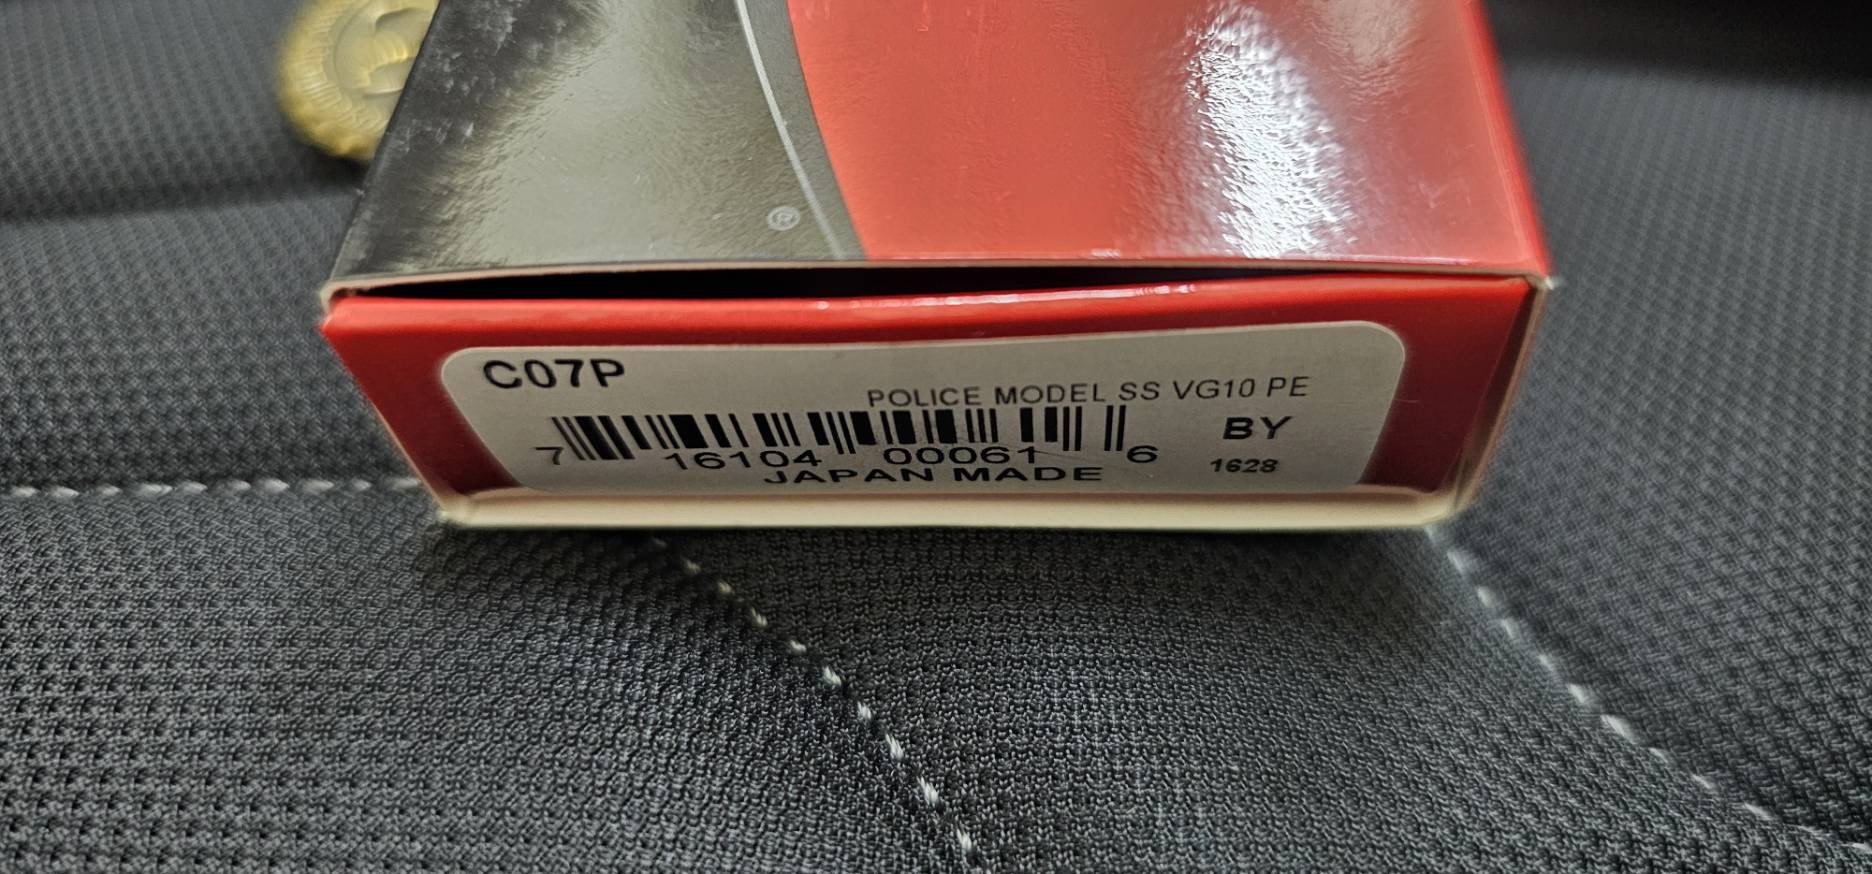 ®
C07P
POLICE MODEL SS VG10 PE
BY
7 16104 00061 6
1628
JAPAN MADE